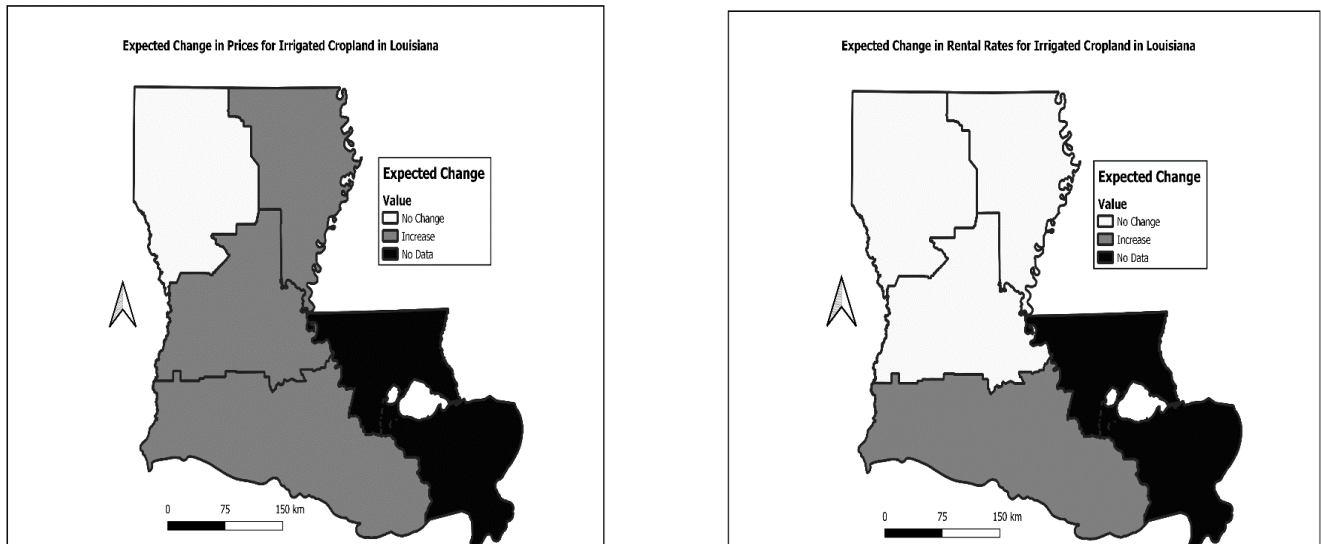 Expected Change in Prices for Irrigated Cropland in Louisiana
Expected Change
Value
No Change
Increase
No Data
0 75 150 km
Expected Change in Rental Rates for Irrigated Cropland in Louisiana
Expected Change
Value
No Change
Increase
No Data
0 75 150 km